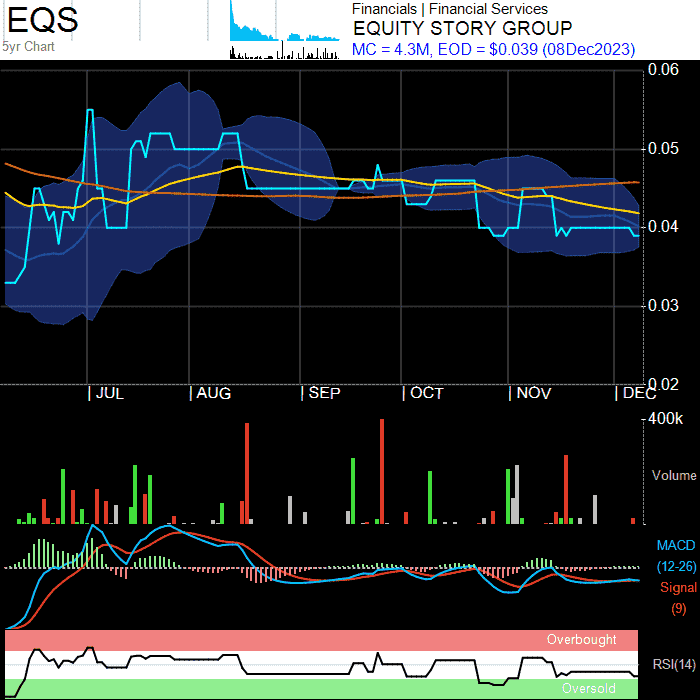 EQS
5yr Chart
Financials | Financial Services
EQUITY STORY GROUP
MC = 4.3M, EOD = $0.039 (08Dec2023)
0.06
0.05
0.04
0.03
0.02
JUL AUG SEP OCT NOV DEC
400k
Volume
MACD
(12-26)
Signal
(9)
Overbought
RSI(14)
Oversold